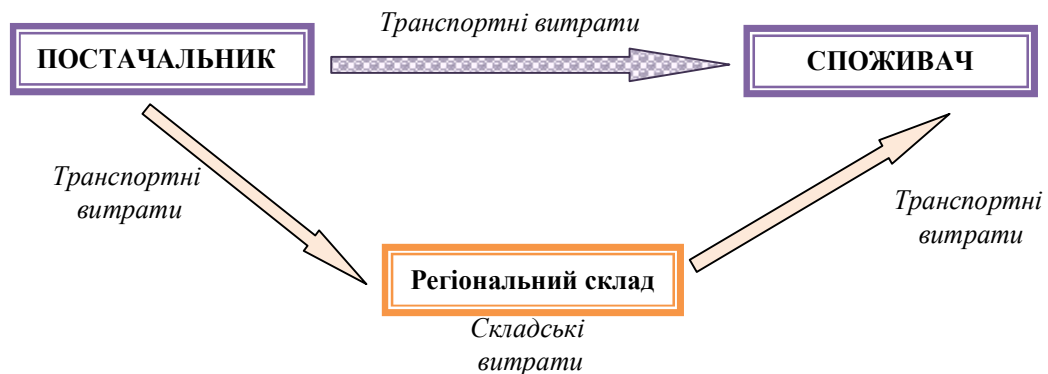 Транспортні витрати
ПОСТАЧАЛЬНИК
СПОЖИВАЧ
Транспортні
витрати
Транспортні
витрати
Регіональний склад
Складські
витрати